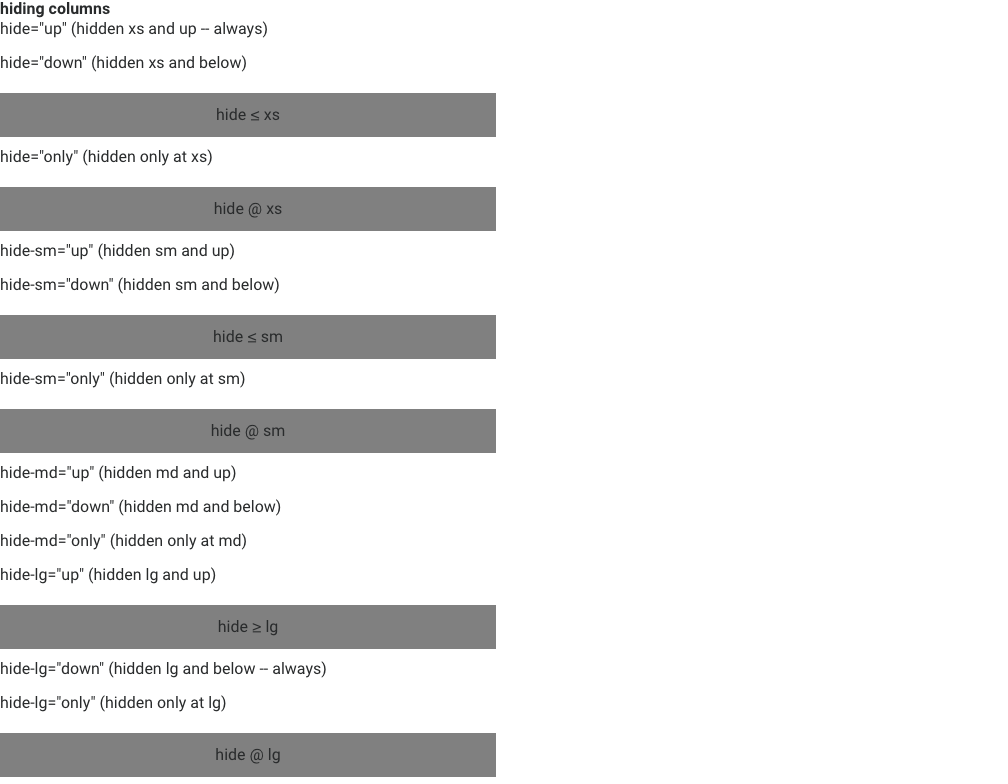 hiding columns
hide="up" (hidden xs and up -- always)
hide="down" (hidden xs and below)
hide ≤ xs
hide="only" (hidden only at xs)
hide @ xs
hide-sm="up" (hidden sm and up)
hide-sm="down" (hidden sm and below)
hide ≤ sm
hide-sm="only" (hidden only at sm)
hide @ sm
hide-md="up" (hidden md and up)
hide-md="down" (hidden md and below)
hide-md="only" (hidden only at md)
hide-lg="up" (hidden lg and up)
hide ≥ lg
hide-lg="down" (hidden lg and below -- always)
hide-lg="only" (hidden only at lg)
hide @ lg